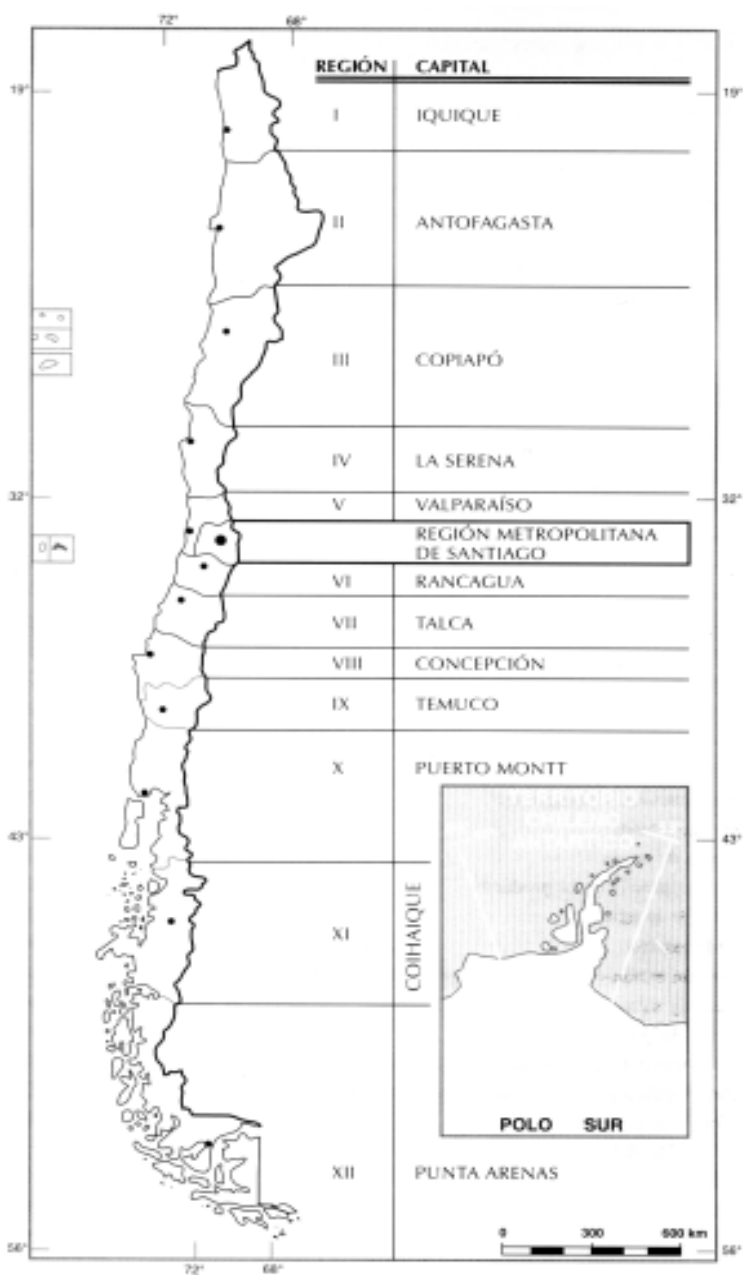 72° 68°
REGIÓN CAPITAL
19° 19°
I IQUIQUE
II ANTOFAGASTA
III COPIAPÓ
IV LA SERENA
32° 32°
V VALPARAÍSO
REGIÓN METROPOLITANA
DE SANTIAGO
VI RANCAGUA
VII TALCA
VIII CONCEPCIÓN
IX TEMUCO
X PUERTO MONTT
TERRITORIO
43° 43°
XI COIHAIQUE
POLO SUR
XII PUNTA ARENAS
0 300 600 km
56° 56°
72° 68°